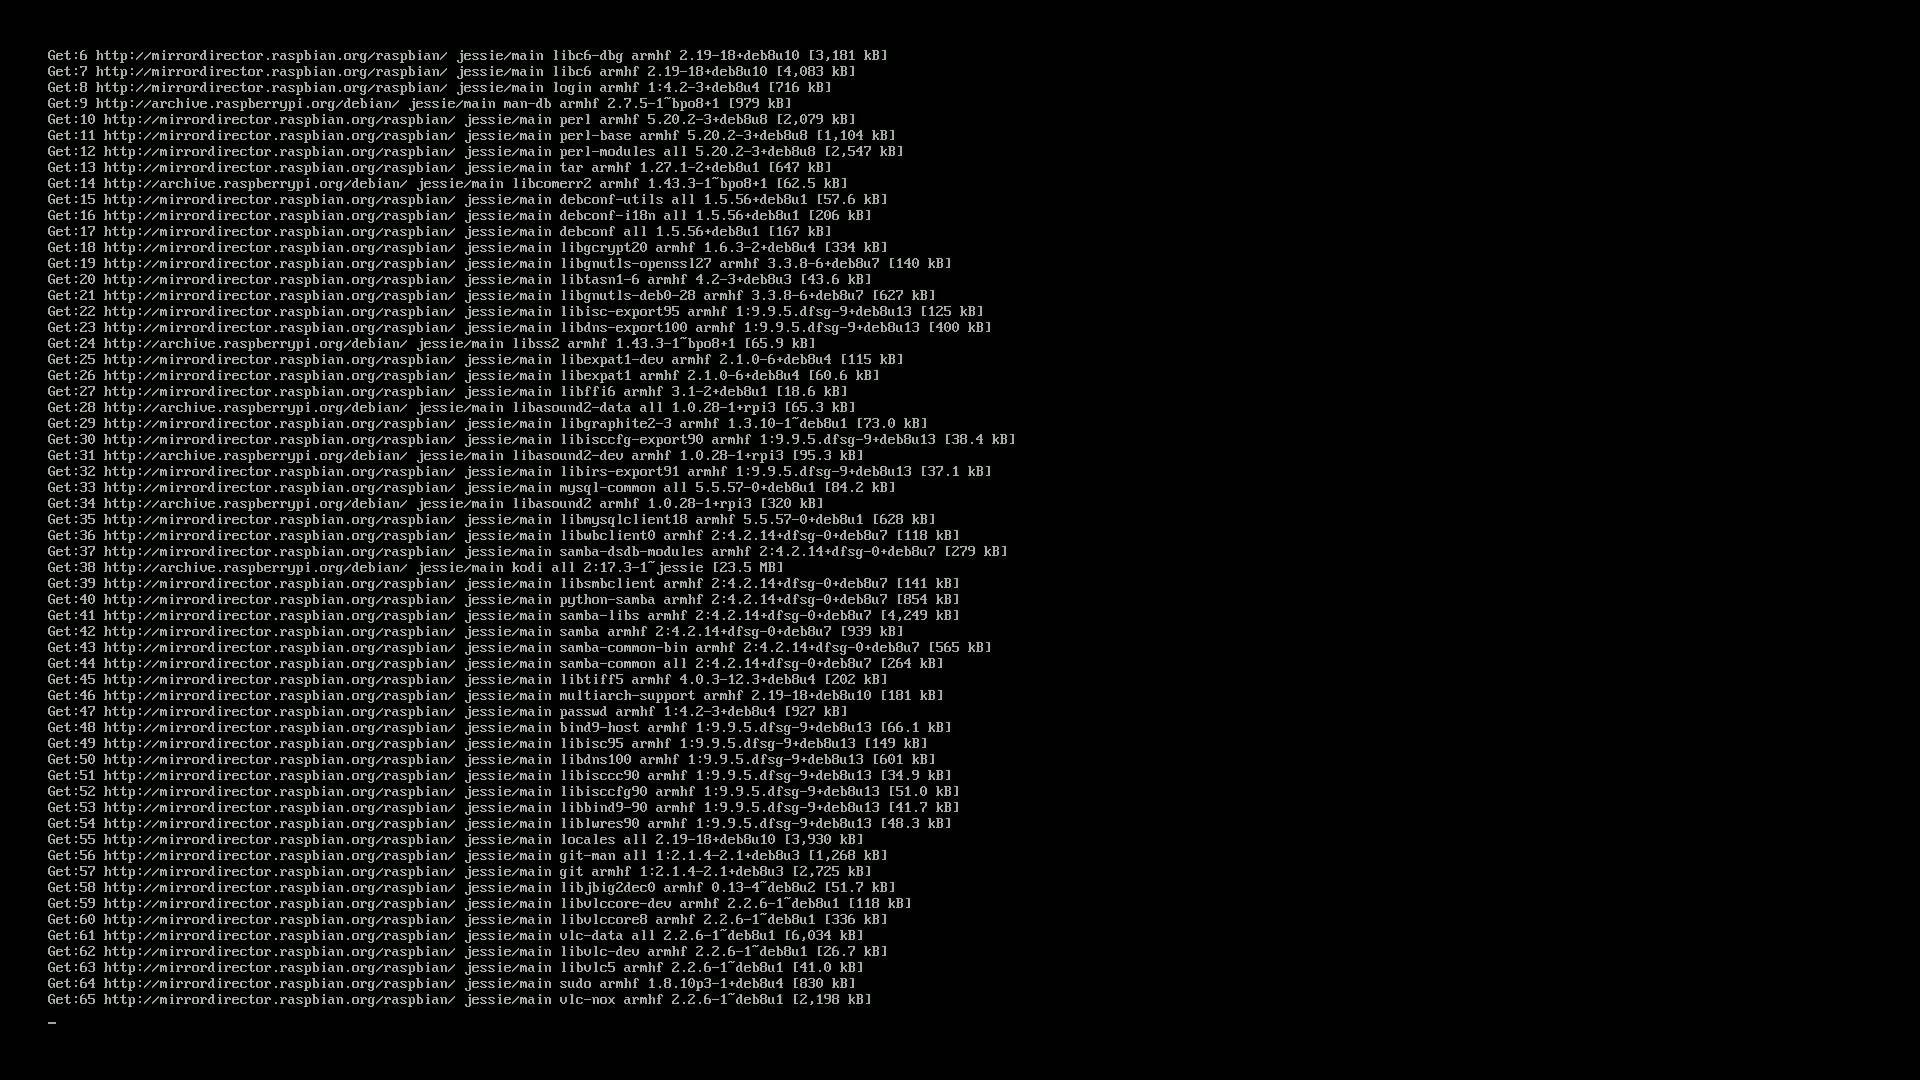 Get:6 http://mirrordirector.raspbian.org/raspbian/ jessie/main libc6-dbg armhf 2.19-18+deb8u10 [3,181 kB]
Get:7 http://mirrordirector.raspbian.org/raspbian/ jessie/main libc6 armhf 2.19-18+deb8u10 [4,083 kB]
Get:8 http://mirrordirector.raspbian.org/raspbian/ jessie/main login armhf 1:4.2-3+deb8u4 [716 kB]
Get:9 http://archive.raspberrypi.org/debian/ jessie/main man-db armhf 2.7.5-1~bpo8+1 [979 kB]
Get:10 http://mirrordirector.raspbian.org/raspbian/ jessie/main perl armhf 5.20.2-3+deb8u8 [2,079 kB]
Get:11 http://mirrordirector.raspbian.org/raspbian/ jessie/main perl-base armhf 5.20.2-3+deb8u8 [1,104 kB]
Get:12 http://mirrordirector.raspbian.org/raspbian/ jessie/main perl-modules all 5.20.2-3+deb8u8 [2,547 kB]
Get:13 http://mirrordirector.raspbian.org/raspbian/ jessie/main tar armhf 1.27.1-2+deb8u1 [647 kB]
Get:14 http://archive.raspberrypi.org/debian/ jessie/main libcomerr2 armhf 1.43.3-1~bpo8+1 [62.5 kB]
Get:15 http://mirrordirector.raspbian.org/raspbian/ jessie/main debconf-utils all 1.5.56+deb8u1 [57.6 kB]
Get:16 http://mirrordirector.raspbian.org/raspbian/ jessie/main debconf-i18n all 1.5.56+deb8u1 [206 kB]
Get:17 http://mirrordirector.raspbian.org/raspbian/ jessie/main debconf all 1.5.56+deb8u1 [167 kB]
Get:18 http://mirrordirector.raspbian.org/raspbian/ jessie/main libgcrypt20 armhf 1.6.3-2+deb8u4 [334 kB]
Get:19 http://mirrordirector.raspbian.org/raspbian/ jessie/main libgnutls-openssl27 armhf 3.3.8-6+deb8u7 [140 kB]
Get:20 http://mirrordirector.raspbian.org/raspbian/ jessie/main libtasn1-6 armhf 4.2-3+deb8u3 [43.6 kB]
Get:21 http://mirrordirector.raspbian.org/raspbian/ jessie/main libgnutls-deb0-28 armhf 3.3.8-6+deb8u7 [627 kB]
Get:22 http://mirrordirector.raspbian.org/raspbian/ jessie/main libisc-export95 armhf 1:9.9.5.dfsg-9+deb8u13 [125 kB]
Get:23 http://mirrordirector.raspbian.org/raspbian/ jessie/main libdns-export100 armhf 1:9.9.5.dfsg-9+deb8u13 [400 kB]
Get:24 http://archive.raspberrypi.org/debian/ jessie/main libss2 armhf 1.43.3-1~bpo8+1 [65.9 kB]
Get:25 http://mirrordirector.raspbian.org/raspbian/ jessie/main libexpat1-dev armhf 2.1.0-6+deb8u4 [115 kB]
Get:26 http://mirrordirector.raspbian.org/raspbian/ jessie/main libexpat1 armhf 2.1.0-6+deb8u4 [60.6 kB]
Get:27 http://mirrordirector.raspbian.org/raspbian/ jessie/main libffi6 armhf 3.1-2+deb8u1 [18.6 kB]
Get:28 http://archive.raspberrypi.org/debian/ jessie/main libasound2-data all 1.0.28-1+rpi3 [65.3 kB]
Get:29 http://mirrordirector.raspbian.org/raspbian/ jessie/main libgraphite2-3 armhf 1.3.10-1~deb8u1 [73.0 kB]
Get:30 http://mirrordirector.raspbian.org/raspbian/ jessie/main libisccfg-export90 armhf 1:9.9.5.dfsg-9+deb8u13 [38.4 kB]
Get:31 http://archive.raspberrypi.org/debian/ jessie/main libasound2-dev armhf 1.0.28-1+rpi3 [95.3 kB]
Get:32 http://mirrordirector.raspbian.org/raspbian/ jessie/main libirs-export91 armhf 1:9.9.5.dfsg-9+deb8u13 [37.1 kB]
Get:33 http://mirrordirector.raspbian.org/raspbian/ jessie/main mysql-common all 5.5.57-0+deb8u1 [84.2 kB]
Get:34 http://archive.raspberrypi.org/debian/ jessie/main libasound2 armhf 1.0.28-1+rpi3 [320 kB]
Get:35 http://mirrordirector.raspbian.org/raspbian/ jessie/main libmysqlclient18 armhf 5.5.57-0+deb8u1 [628 kB]
Get:36 http://mirrordirector.raspbian.org/raspbian/ jessie/main libwbclient0 armhf 2:4.2.14+dfsg-0+deb8u7 [118 kB]
Get:37 http://mirrordirector.raspbian.org/raspbian/ jessie/main samba-dsdb-modules armhf 2:4.2.14+dfsg-0+deb8u7 [279 kB]
Get:38 http://archive.raspberrypi.org/debian/ jessie/main kodi all 2:17.3-1~jessie [23.5 MB]
Get:39 http://mirrordirector.raspbian.org/raspbian/ jessie/main libsmbclient armhf 2:4.2.14+dfsg-0+deb8u7 [141 kB]
Get:40 http://mirrordirector.raspbian.org/raspbian/ jessie/main python-samba armhf 2:4.2.14+dfsg-0+deb8u7 [854 kB]
Get:41 http://mirrordirector.raspbian.org/raspbian/ jessie/main samba-libs armhf 2:4.2.14+dfsg-0+deb8u7 [4,249 kB]
Get:42 http://mirrordirector.raspbian.org/raspbian/ jessie/main samba armhf 2:4.2.14+dfsg-0+deb8u7 [939 kB]
Get:43 http://mirrordirector.raspbian.org/raspbian/ jessie/main samba-common-bin armhf 2:4.2.14+dfsg-0+deb8u7 [565 kB]
Get:44 http://mirrordirector.raspbian.org/raspbian/ jessie/main samba-common all 2:4.2.14+dfsg-0+deb8u7 [264 kB]
Get:45 http://mirrordirector.raspbian.org/raspbian/ jessie/main libtiff5 armhf 4.0.3-12.3+deb8u4 [202 kB]
Get:46 http://mirrordirector.raspbian.org/raspbian/ jessie/main multiarch-support armhf 2.19-18+deb8u10 [181 kB]
Get:47 http://mirrordirector.raspbian.org/raspbian/ jessie/main passwd armhf 1:4.2-3+deb8u4 [927 kB]
Get:48 http://mirrordirector.raspbian.org/raspbian/ jessie/main bind9-host armhf 1:9.9.5.dfsg-9+deb8u13 [66.1 kB]
Get:49 http://mirrordirector.raspbian.org/raspbian/ jessie/main libisc95 armhf 1:9.9.5.dfsg-9+deb8u13 [149 kB]
Get:50 http://mirrordirector.raspbian.org/raspbian/ jessie/main libdns100 armhf 1:9.9.5.dfsg-9+deb8u13 [601 kB]
Get:51 http://mirrordirector.raspbian.org/raspbian/ jessie/main libisccc90 armhf 1:9.9.5.dfsg-9+deb8u13 [34.9 kB]
Get:52 http://mirrordirector.raspbian.org/raspbian/ jessie/main libisccfg90 armhf 1:9.9.5.dfsg-9+deb8u13 [51.0 kB]
Get:53 http://mirrordirector.raspbian.org/raspbian/ jessie/main libbind9-90 armhf 1:9.9.5.dfsg-9+deb8u13 [41.7 kB]
Get:54 http://mirrordirector.raspbian.org/raspbian/ jessie/main liblwres90 armhf 1:9.9.5.dfsg-9+deb8u13 [48.3 kB]
Get:55 http://mirrordirector.raspbian.org/raspbian/ jessie/main locales all 2.19-18+deb8u10 [3,930 kB]
Get:56 http://mirrordirector.raspbian.org/raspbian/ jessie/main git-man all 1:2.1.4-2.1+deb8u3 [1,268 kB]
Get:57 http://mirrordirector.raspbian.org/raspbian/ jessie/main git armhf 1:2.1.4-2.1+deb8u3 [2,725 kB]
Get:58 http://mirrordirector.raspbian.org/raspbian/ jessie/main libjbig2dec0 armhf 0.13-4~deb8u2 [51.7 kB]
Get:59 http://mirrordirector.raspbian.org/raspbian/ jessie/main libvlccore-dev armhf 2.2.6-1~deb8u1 [118 kB]
Get:60 http://mirrordirector.raspbian.org/raspbian/ jessie/main libvlccore8 armhf 2.2.6-1~deb8u1 [336 kB]
Get:61 http://mirrordirector.raspbian.org/raspbian/ jessie/main vlc-data all 2.2.6-1~deb8u1 [6,034 kB]
Get:62 http://mirrordirector.raspbian.org/raspbian/ jessie/main libvlc-dev armhf 2.2.6-1~deb8u1 [26.7 kB]
Get:63 http://mirrordirector.raspbian.org/raspbian/ jessie/main libvlc5 armhf 2.2.6-1~deb8u1 [41.0 kB]
Get:64 http://mirrordirector.raspbian.org/raspbian/ jessie/main sudo armhf 1.8.10p3-1+deb8u4 [830 kB]
Get:65 http://mirrordirector.raspbian.org/raspbian/ jessie/main vlc-nox armhf 2.2.6-1~deb8u1 [2,198 kB]